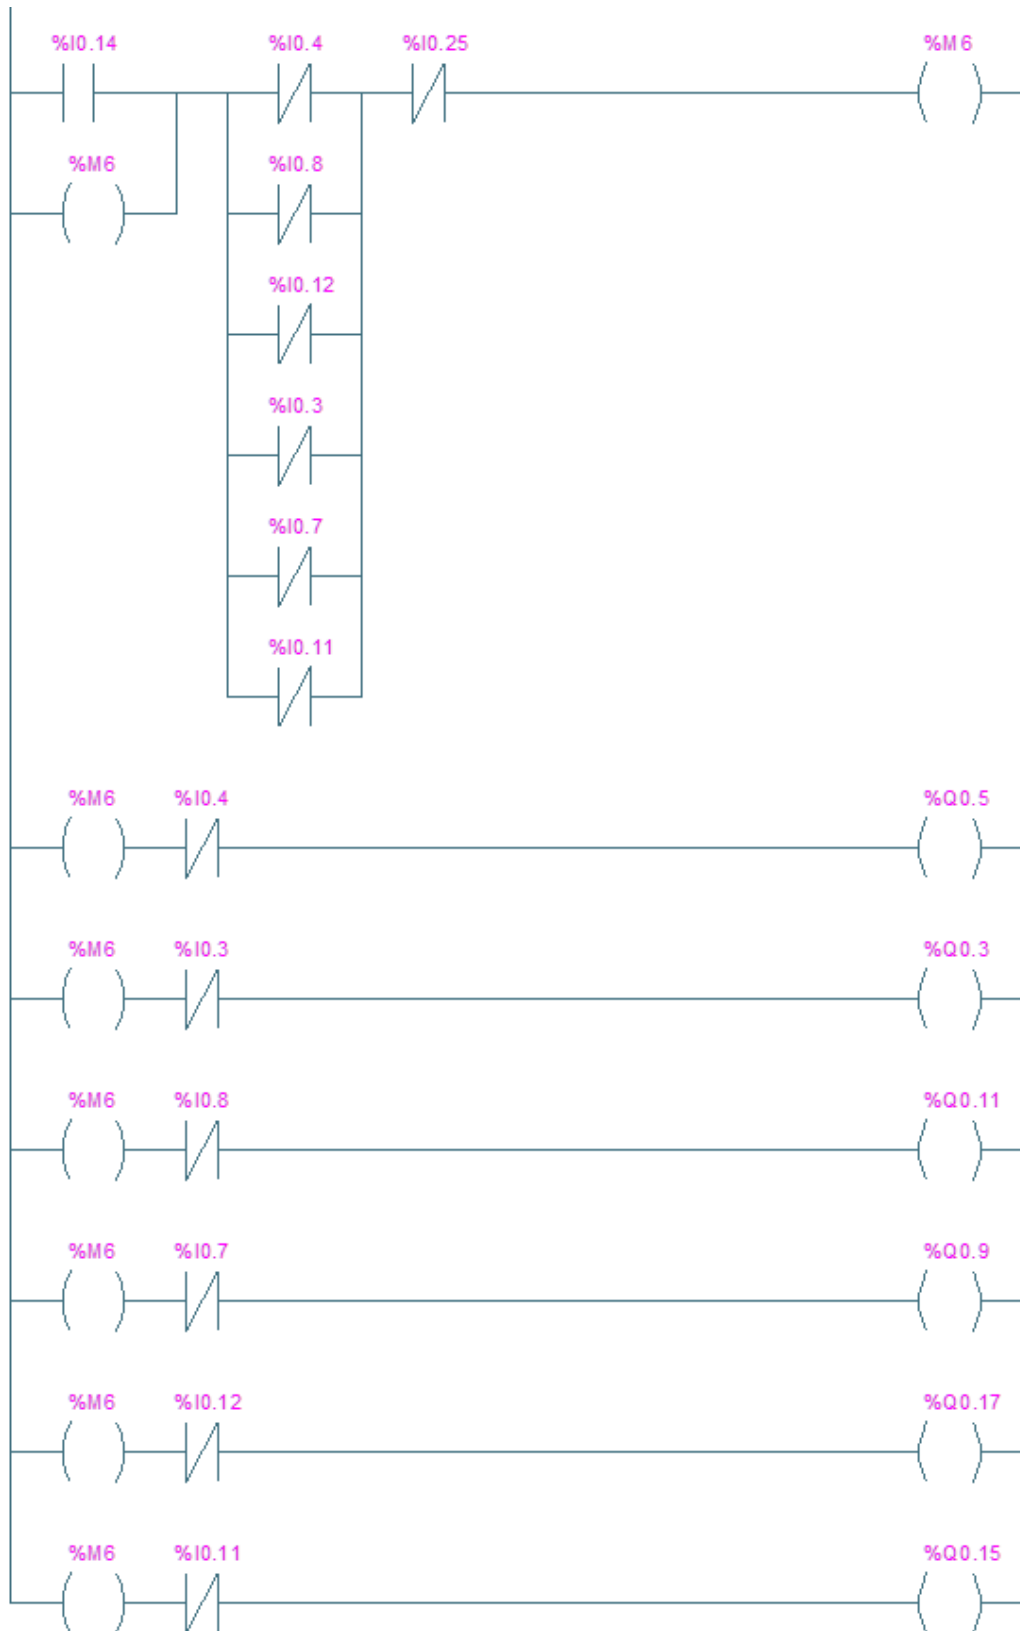 %I0.14 %I0.4 %I0.25 %M6
%M6 %I0.8
%I0.12
%I0.3
%I0.7
%I0.11
%M6 %I0.4 %Q0.5
%M6 %I0.3 %Q0.3
%M6 %I0.8 %Q0.11
%M6 %I0.7 %Q0.9
%M6 %I0.12 %Q0.17
%M6 %I0.11 %Q0.15